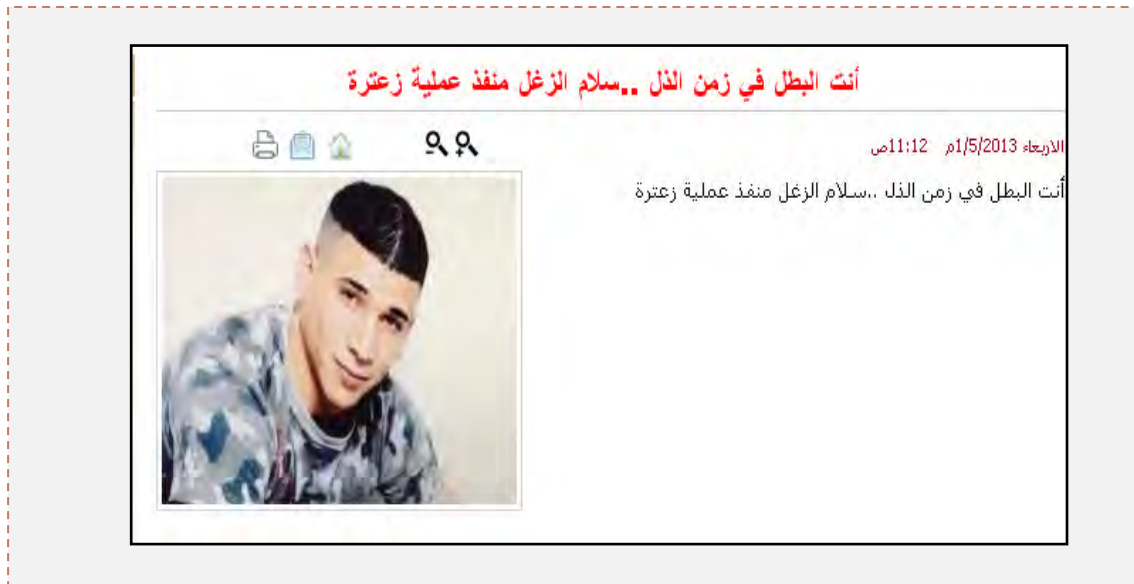 أنت البطل في زمن الذل ..سلام الزغل منفذ عملية زعترة
الاربعاء 1/5/2013م 11:12ص
أنت البطل في زمن الذل ..سلام الزغل منفذ عملية زعترة